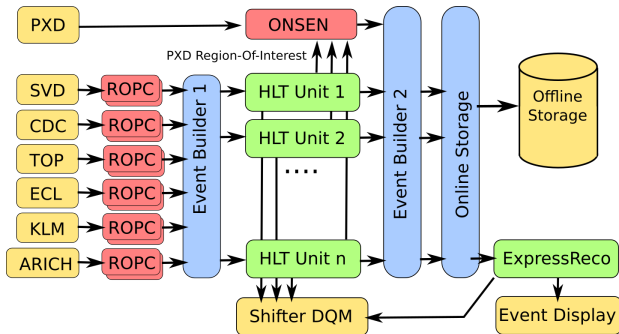 PXD
ONSEN
PXD Region-Of-Interest
SVD
ROPC
CDC
ROPC
TOP
ROPC
ECL
ROPC
KLM
ROPC
ARICH
ROPC
Event Builder 1
HLT Unit 1
HLT Unit 2
....
HLT Unit n
Event Builder 2
Online Storage
Offline
Storage
ExpressReco
Shifter DQM
Event Display